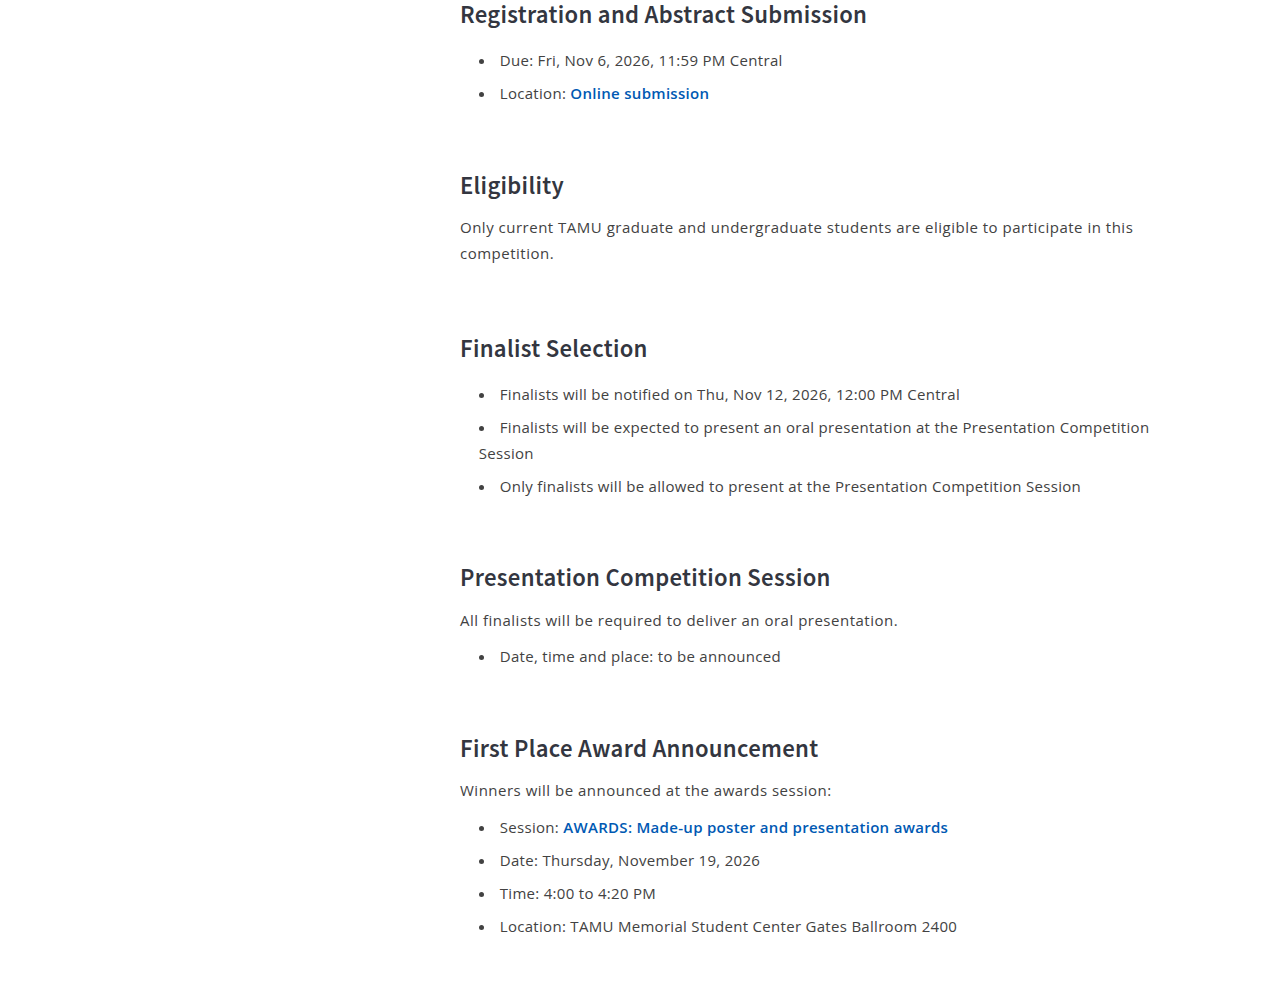 Registration and Abstract Submission
• Due: Fri, Nov 6, 2026, 11:59 PM Central
• Location: Online submission
Eligibility
Only current TAMU graduate and undergraduate students are eligible to participate in this
competition.
Finalist Selection
• Finalists will be notified on Thu, Nov 12, 2026, 12:00 PM Central
• Finalists will be expected to present an oral presentation at the Presentation Competition
Session
• Only finalists will be allowed to present at the Presentation Competition Session
Presentation Competition Session
All finalists will be required to deliver an oral presentation.
• Date, time and place: to be announced
First Place Award Announcement
Winners will be announced at the awards session:
• Session: AWARDS: Made-up poster and presentation awards
• Date: Thursday, November 19, 2026
• Time: 4:00 to 4:20 PM
• Location: TAMU Memorial Student Center Gates Ballroom 2400